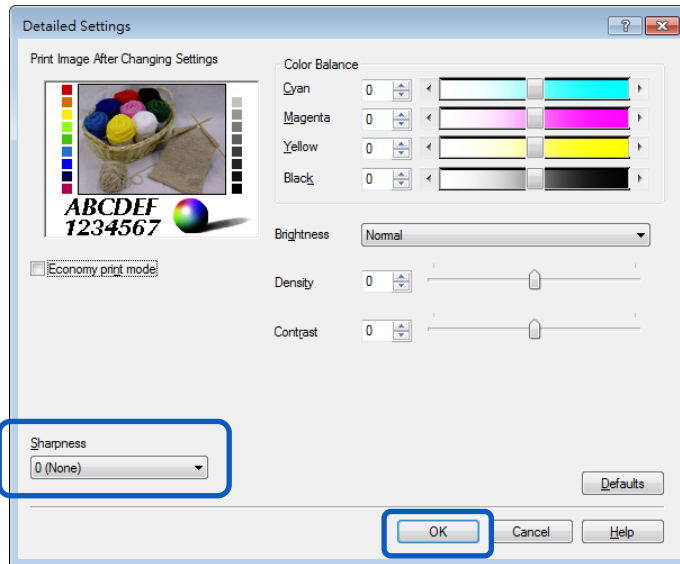 Detailed Settings
Print Image After Changing Settings
ABCDEF
1234567
Economy print mode
Sharpness
0 (None)
Color Balance
Cyan 0
Magenta 0
Yellow 0
Black 0
Brightness Normal
Density 0
Contrast 0
Defaults
OK Cancel Help